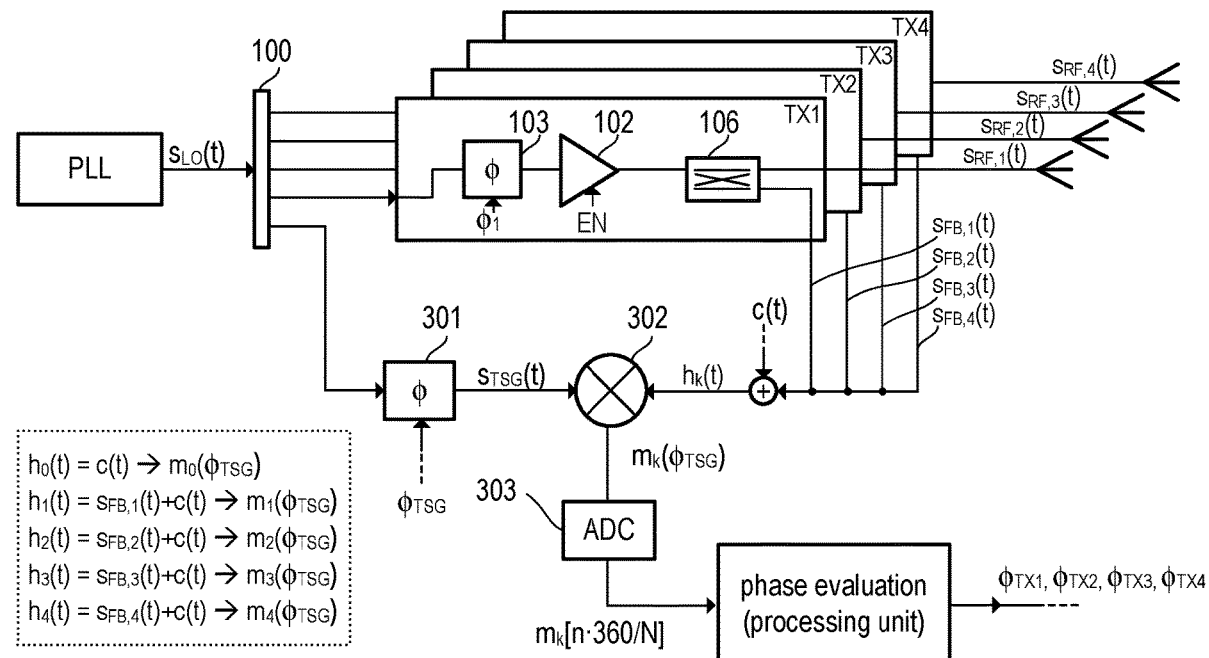 TX4
TX3
TX2
TX1
100
103
102
106
PLL
sLO(t)
ϕ
ϕ1
EN
sRF,4(t)
sRF,3(t)
sRF,2(t)
sRF,1(t)
sFB,1(t)
sFB,2(t)
sFB,3(t)
sFB,4(t)
301
302
c(t)
ϕ
sTSG(t)
hk(t)
+
ϕTSG
mk(ϕTSG)
303
ADC
mk[n·360/N]
phase evaluation
(processing unit)
ϕTX1, ϕTX2, ϕTX3, ϕTX4
h0(t) = c(t) → m0(ϕTSG)
h1(t) = sFB,1(t)+c(t) → m1(ϕTSG)
h2(t) = sFB,2(t)+c(t) → m2(ϕTSG)
h3(t) = sFB,3(t)+c(t) → m3(ϕTSG)
h4(t) = sFB,4(t)+c(t) → m4(ϕTSG)